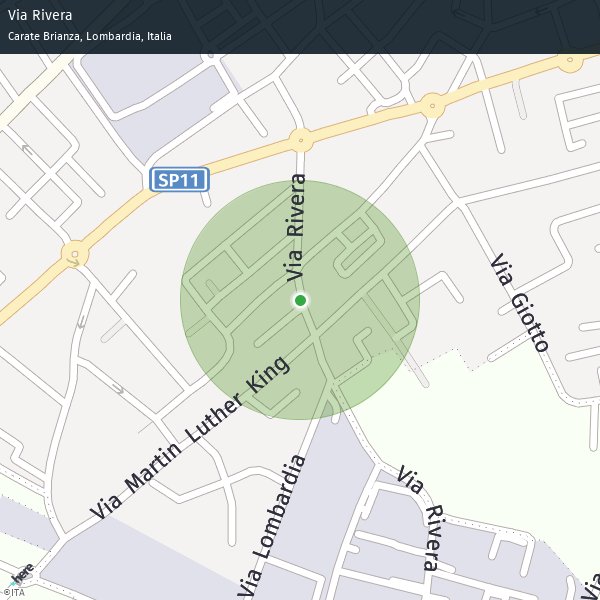 Via Rivera
Carate Brianza, Lombardia, Italia
SP11
Via Rivera
Via Giotto
Via Martin Luther King
Via Lombardia
Via Rivera
Via
here
©ITA